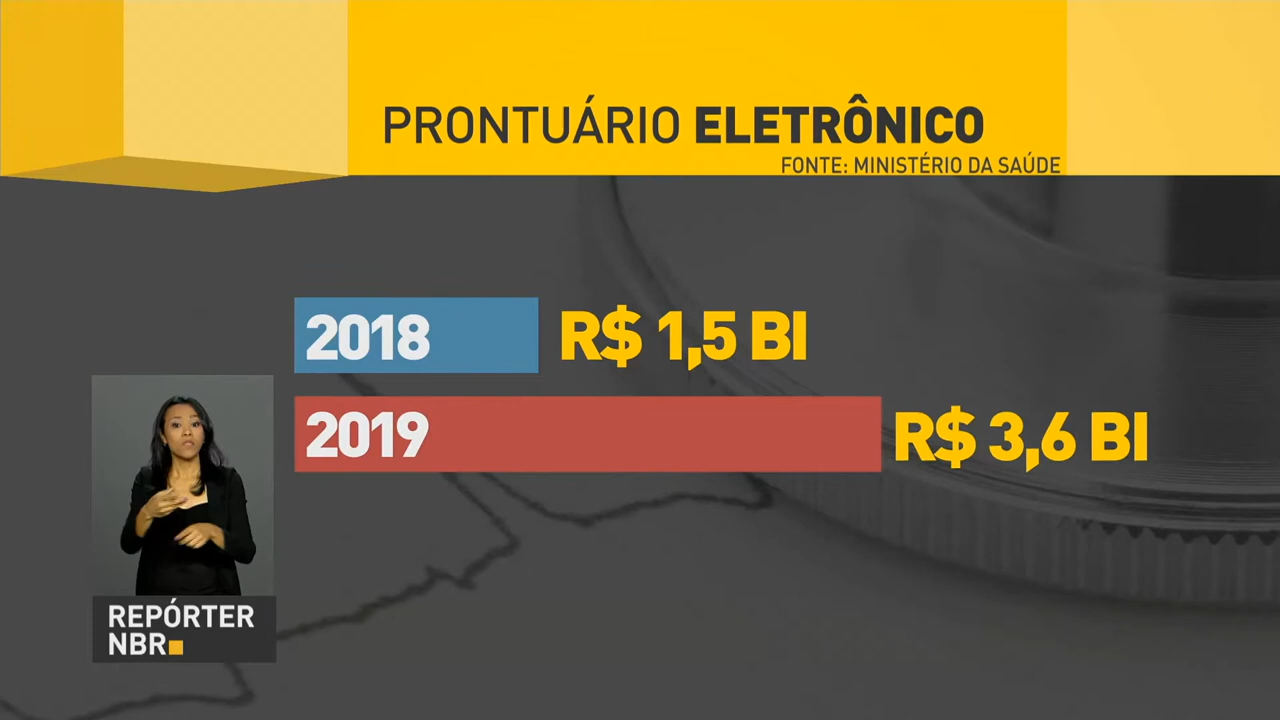 PRONTUÁRIO ELETRÔNICO
FONTE: MINISTÉRIO DA SAÚDE
2018 R$ 1,5 BI
2019 R$ 3,6 BI
REPÓRTER
NBR